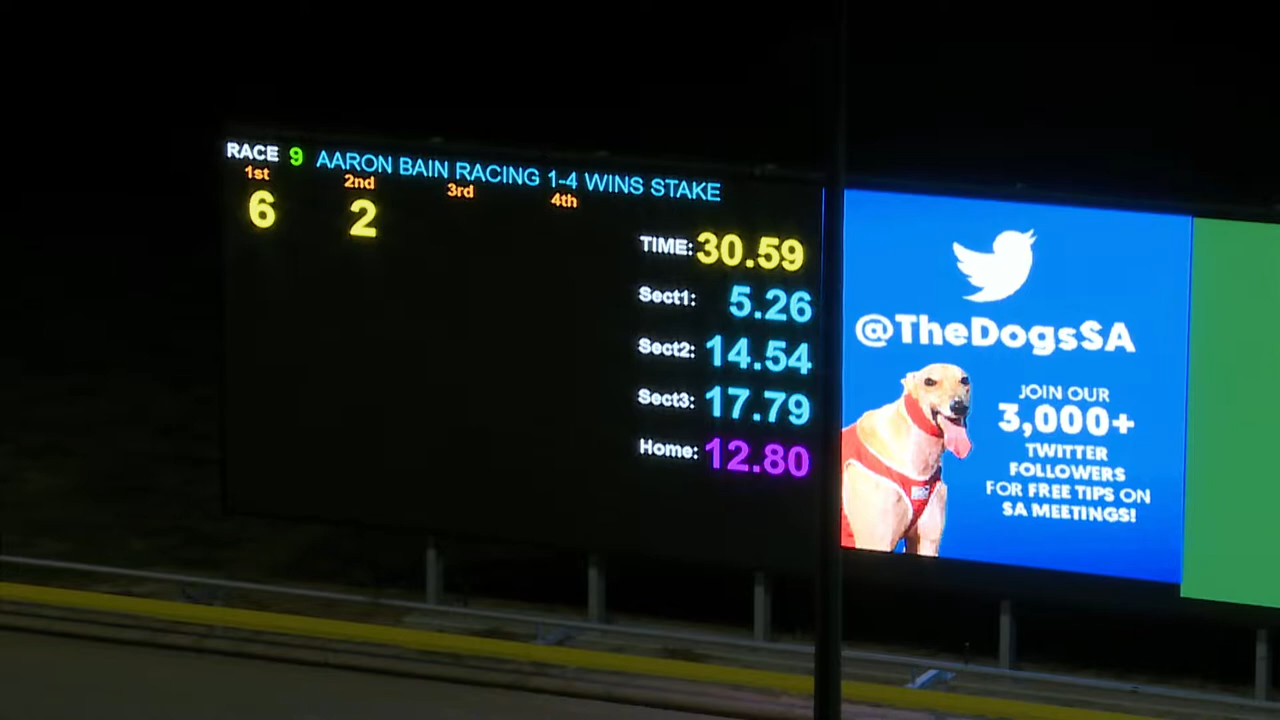 RACE 9 AARON BAIN RACING 1-4 WINS STAKE
1st 2nd 3rd 4th
6 2
TIME: 30.59
Sect1: 5.26
Sect2: 14.54
Sect3: 17.79
Home: 12.80
@TheDogsSA
JOIN OUR
3,000+
TWITTER
FOLLOWERS
FOR FREE TIPS ON
SA MEETINGS!